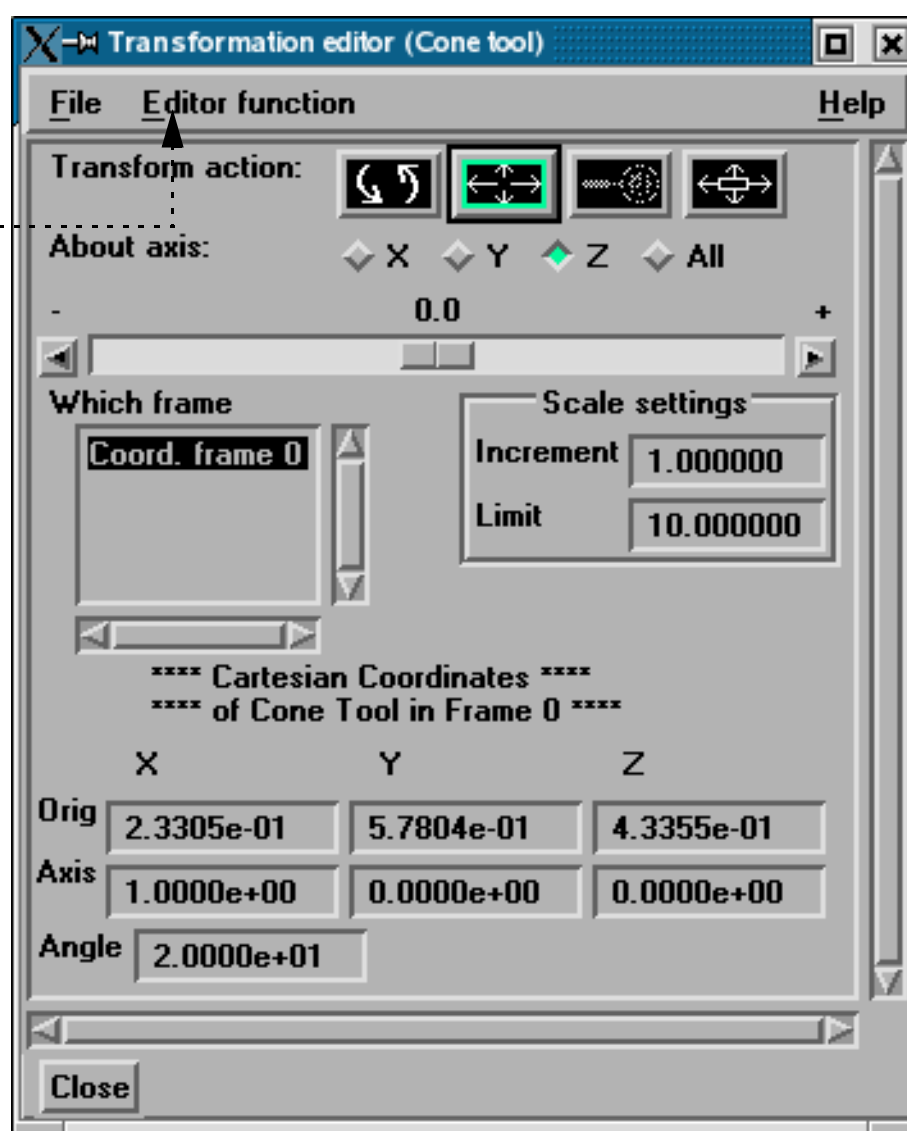 Transformation editor (Cone tool)
File Editor function Help
Transform action:
About axis: X Y Z All
- 0.0 +
Which frame
Coord. frame 0
Scale settings
Increment 1.000000
Limit 10.000000
**** Cartesian Coordinates ****
**** of Cone Tool in Frame 0 ****
X Y Z
Orig 2.3305e-01 5.7804e-01 4.3355e-01
Axis 1.0000e+00 0.0000e+00 0.0000e+00
Angle 2.0000e+01
Close